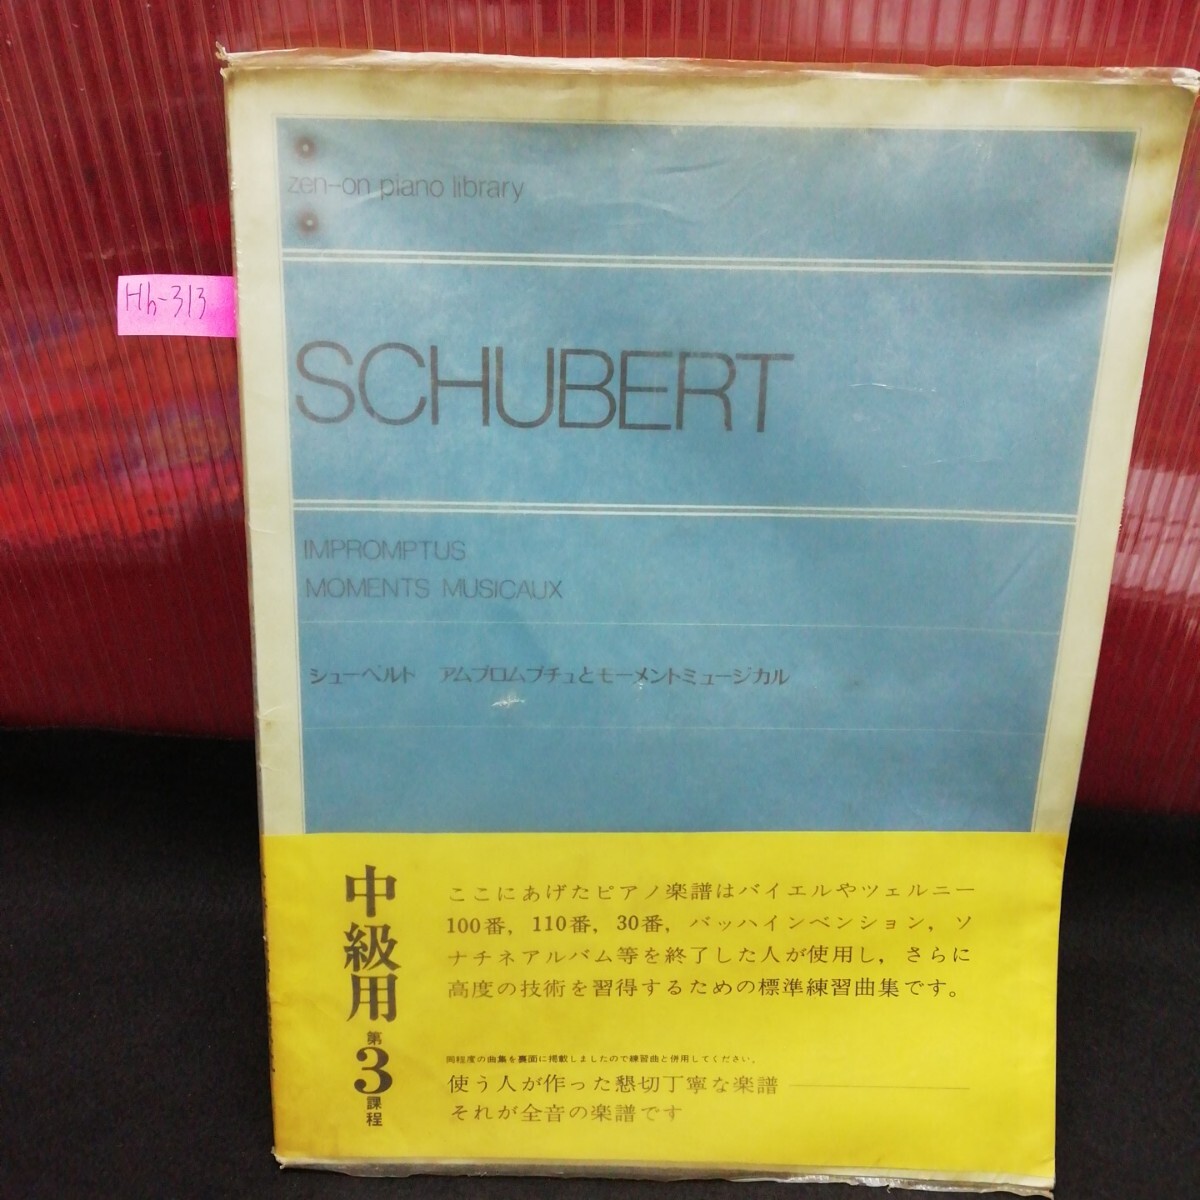 zen-on piano library
Hh-313
SCHUBERT
IMPROMPTUS
MOMENTS MUSICAUX
シューベルト アムプロムプチュとモーメントミュージカル
中級用
第
3
課程
ここにあげたピアノ楽譜はバイエルやツェルニー
100番, 110番, 30番, バッハインベンション, ソ
ナチネアルバム等を終了した人が使用し, さらに
高度の技術を習得するための標準練習曲集です。
同程度の曲集を裏面に掲載しましたので練習曲と併用してください。
使う人が作った懇切丁寧な楽譜 ―
それが全音の楽譜です